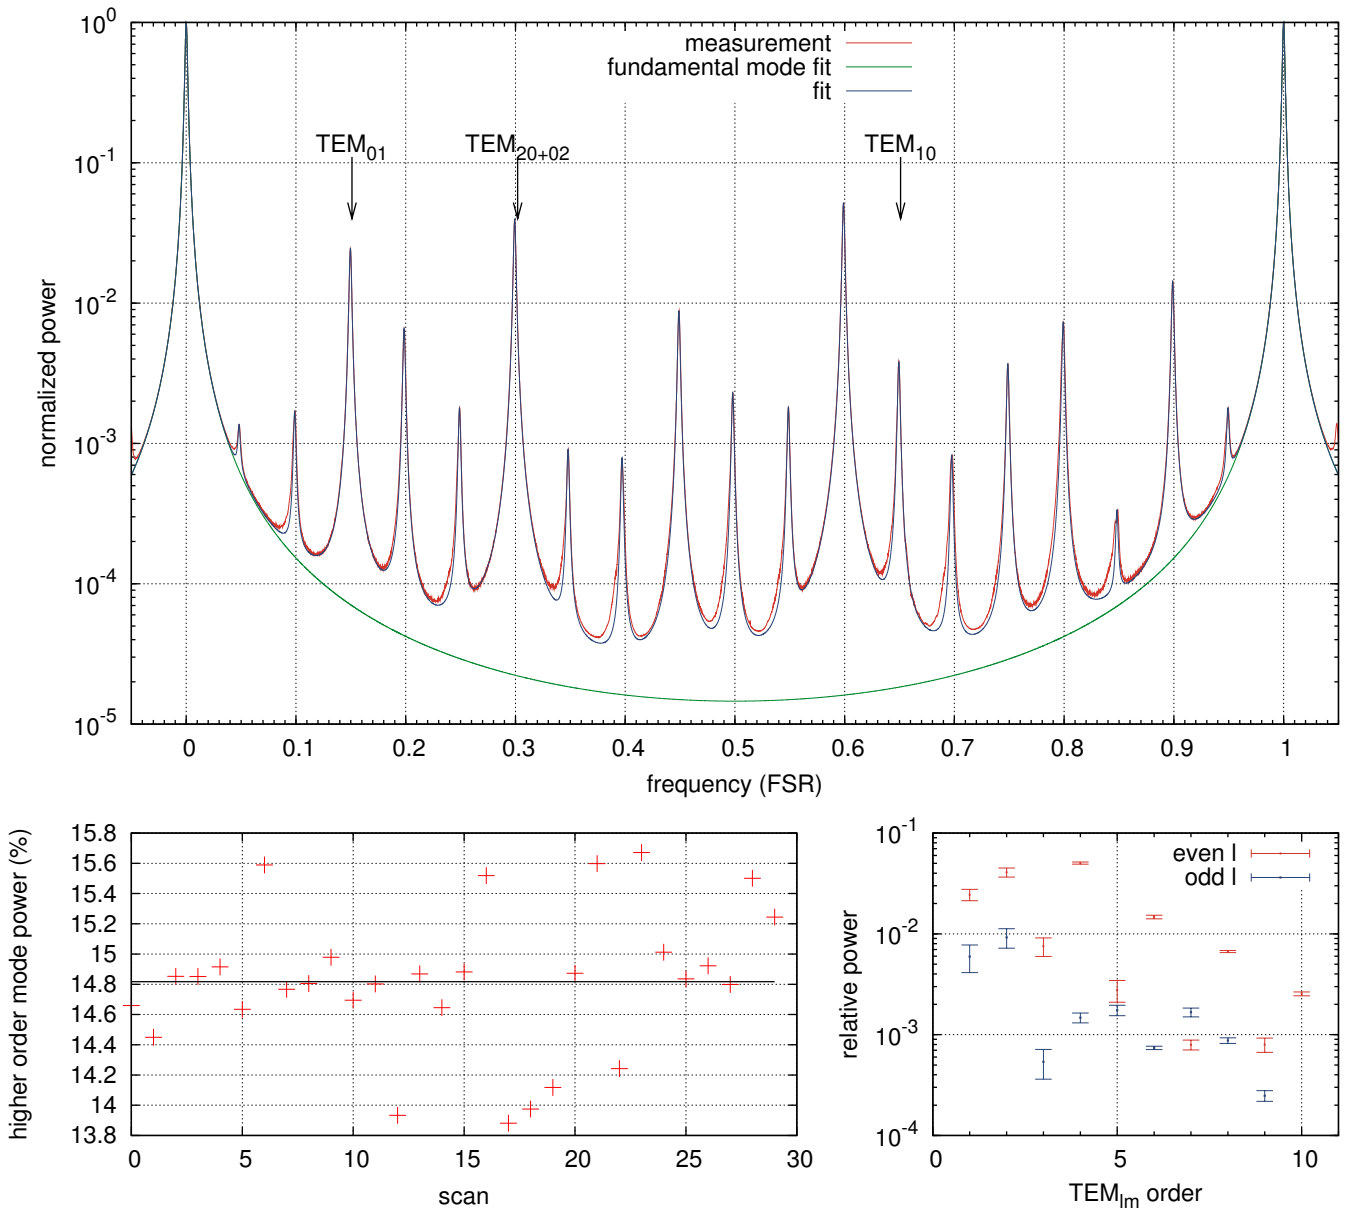 measurement
fundamental mode fit
fit
TEM01
TEM20+02
TEM10
10^0
10^-1
10^-2
10^-3
10^-4
10^-5
normalized power
0 0.1 0.2 0.3 0.4 0.5 0.6 0.7 0.8 0.9 1
frequency (FSR)
15.8
15.6
15.4
15.2
15
14.8
14.6
14.4
14.2
14
13.8
higher order mode power (%)
0 5 10 15 20 25 30
scan
even l
odd l
10^-1
10^-2
10^-3
10^-4
relative power
0 5 10
TEMlm order